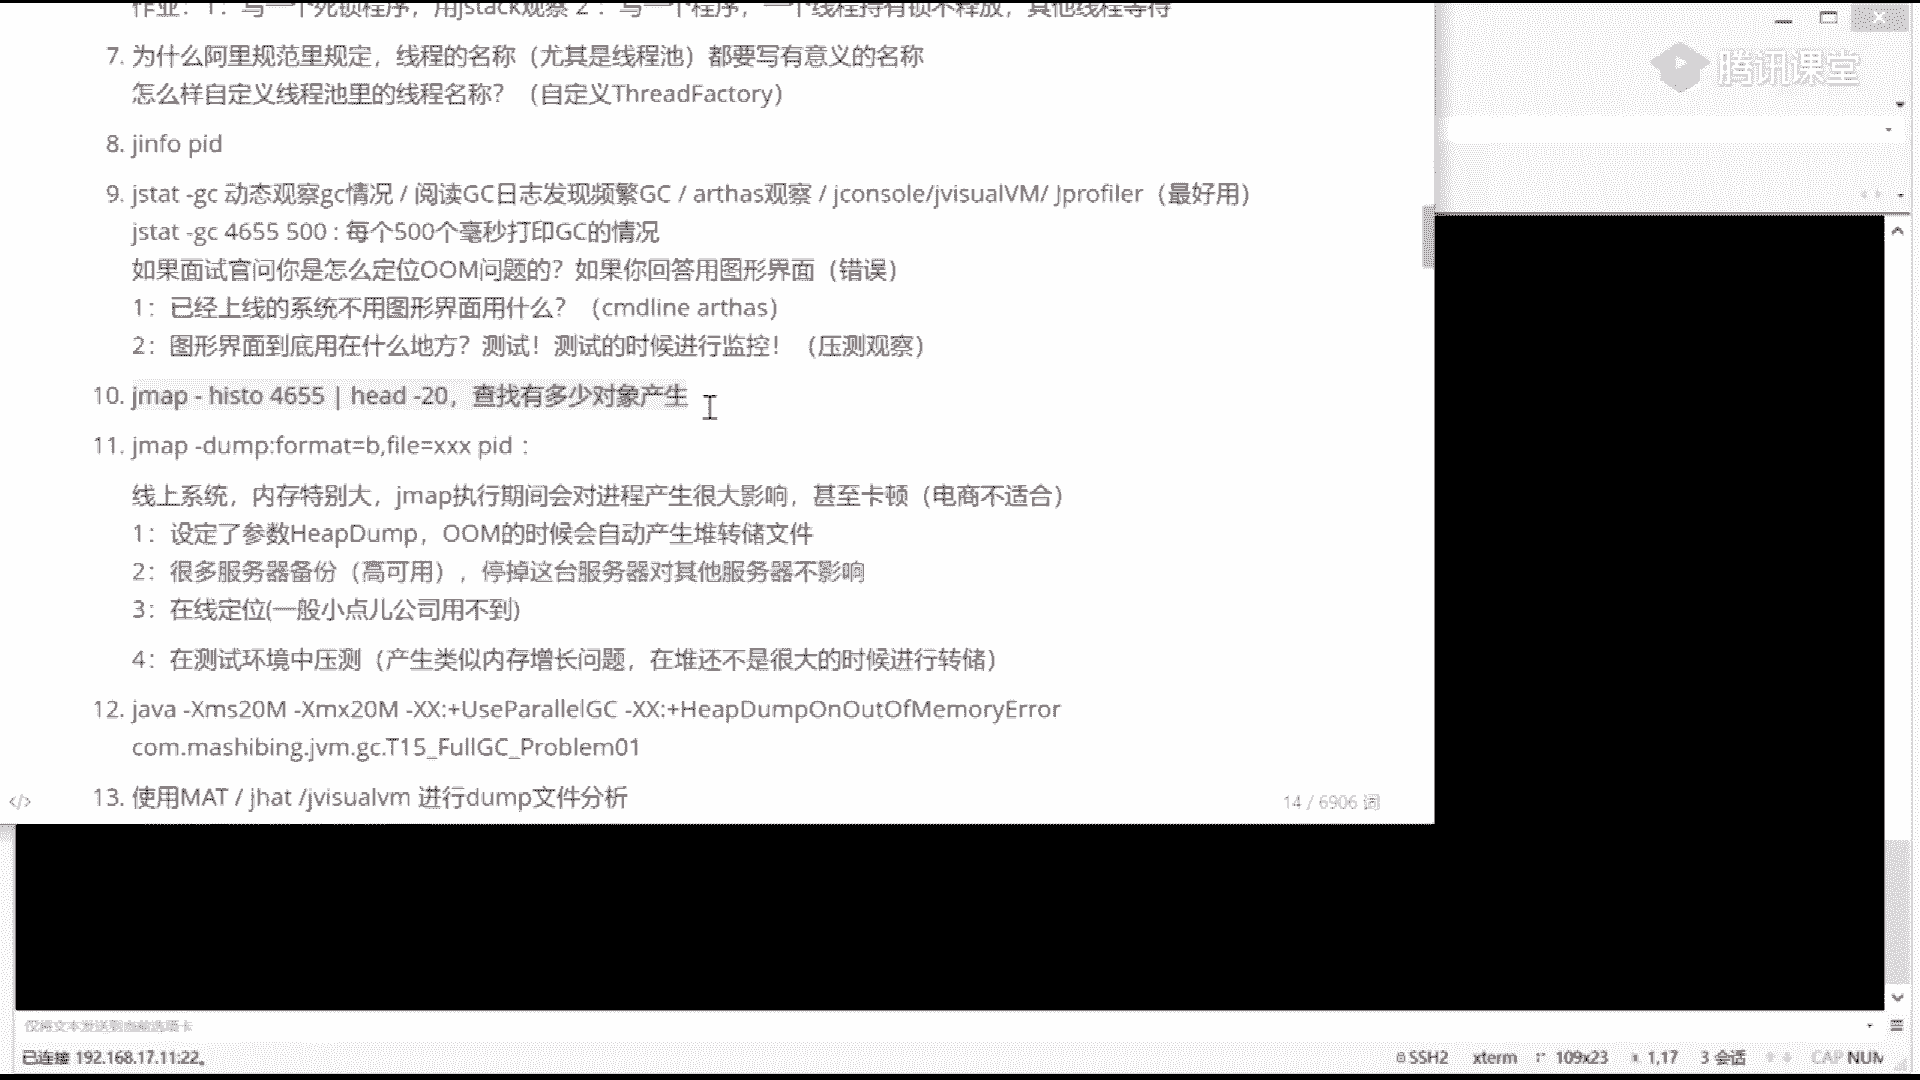 作业：1：写一个死锁程序，用jstack观察 2 ：写一个程序，一个线程持有锁不释放，其他线程等待
7. 为什么阿里规范里规定，线程的名称（尤其是线程池）都要写有意义的名称
怎么样自定义线程池里的线程名称？（自定义ThreadFactory）
8. jinfo pid
9. jstat -gc 动态观察gc情况 / 阅读GC日志发现频繁GC / arthas观察 / jconsole/jvisualVM/ Jprofiler（最好用）
jstat -gc 4655 500 : 每个500个毫秒打印GC的情况
如果面试官问你是怎么定位OOM问题的？如果你回答用图形界面（错误）
1：已经上线的系统不用图形界面用什么？（cmdline arthas）
2：图形界面到底用在什么地方？测试！测试的时候进行监控！（压测观察）
10. jmap - histo 4655 | head -20，查找有多少对象产生
11. jmap -dump:format=b,file=xxx pid ：
线上系统，内存特别大，jmap执行期间会对进程产生很大影响，甚至卡顿（电商不适合）
1：设定了参数HeapDump，OOM的时候会自动产生堆转储文件
2：很多服务器备份（高可用），停掉这台服务器对其他服务器不影响
3：在线定位(一般小点儿公司用不到)
4：在测试环境中压测（产生类似内存增长问题，在堆还不是很大的时候进行转储）
12. java -Xms20M -Xmx20M -XX:+UseParallelGC -XX:+HeapDumpOnOutOfMemoryError
com.mashibing.jvm.gc.T15_FullGC_Problem01
13. 使用MAT / jhat /jvisualvm 进行dump文件分析
14 / 6906 词
腾讯课堂
仅将文本发送到当前选项卡
已连接 192.168.17.11:22。
SSH2 xterm 109x23 1,17 3 会话 CAP NUM